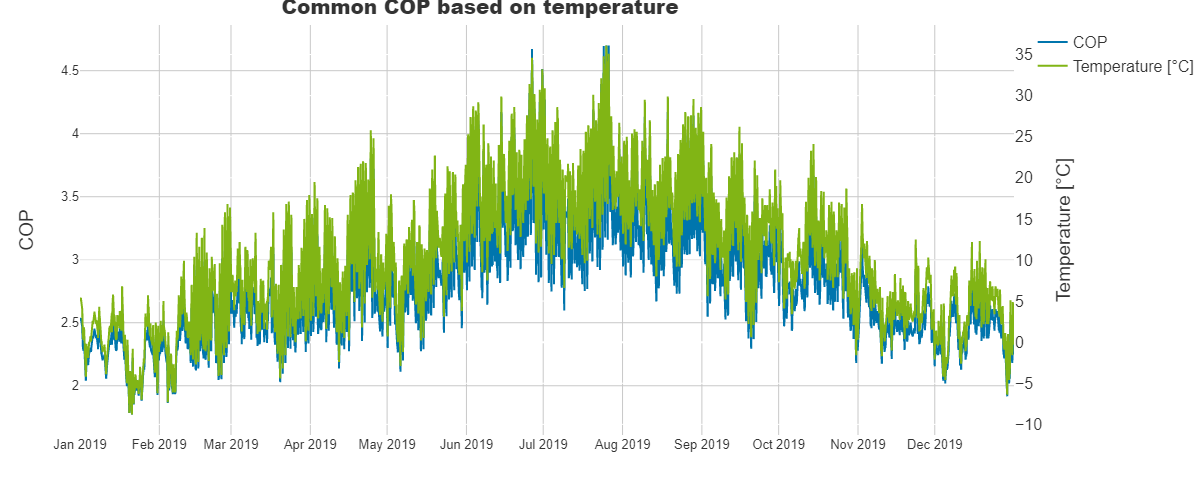 Common COP based on temperature
COP
Temperature [°C]
4.5
4
3.5
3
2.5
2
COP
35
30
25
20
15
10
5
0
−5
−10
Temperature [°C]
Jan 2019
Feb 2019
Mar 2019
Apr 2019
May 2019
Jun 2019
Jul 2019
Aug 2019
Sep 2019
Oct 2019
Nov 2019
Dec 2019